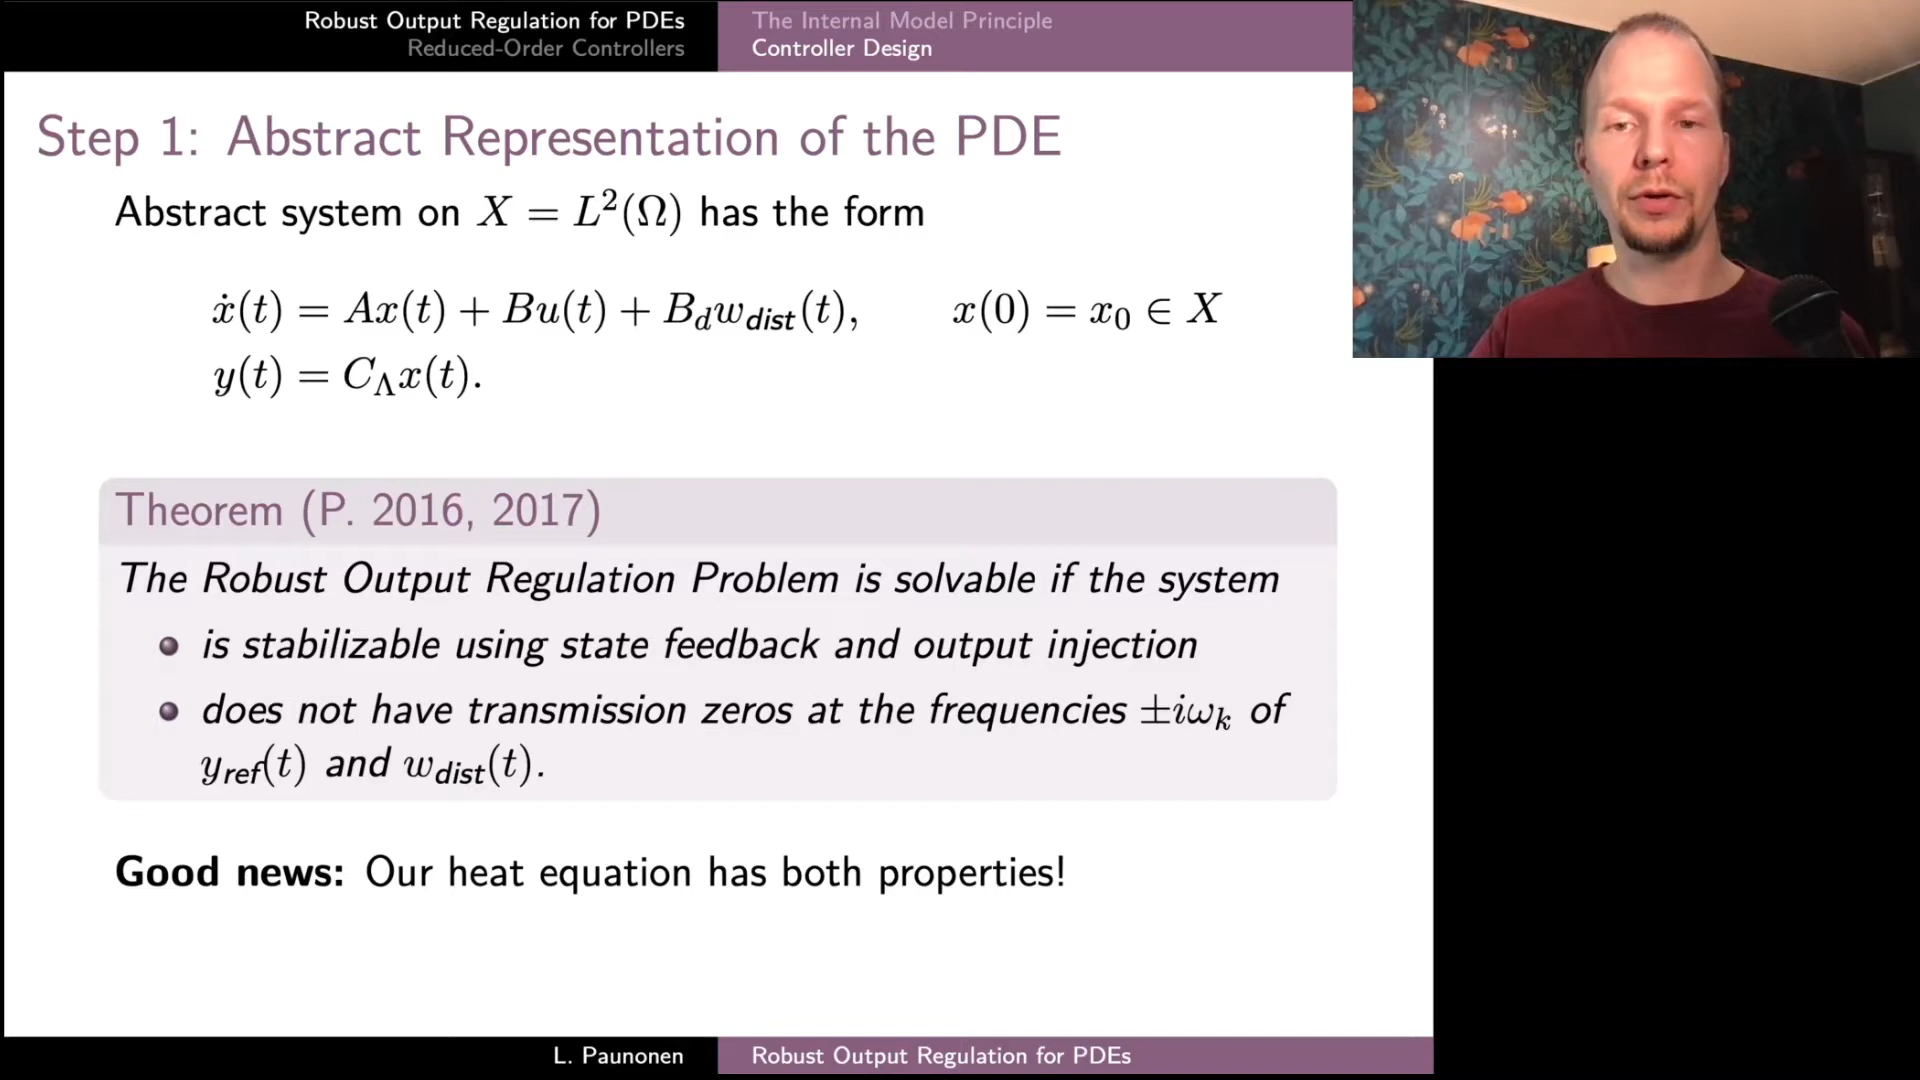 Robust Output Regulation for PDEs
Reduced-Order Controllers
The Internal Model Principle
Controller Design
Step 1: Abstract Representation of the PDE
Abstract system on X = L²(Ω) has the form
ẋ(t) = Ax(t) + Bu(t) + B_d w_dist(t), x(0) = x₀ ∈ X
y(t) = C_Λ x(t).
Theorem (P. 2016, 2017)
The Robust Output Regulation Problem is solvable if the system
• is stabilizable using state feedback and output injection
• does not have transmission zeros at the frequencies ±iω_k of
y_ref(t) and w_dist(t).
Good news: Our heat equation has both properties!
L. Paunonen
Robust Output Regulation for PDEs